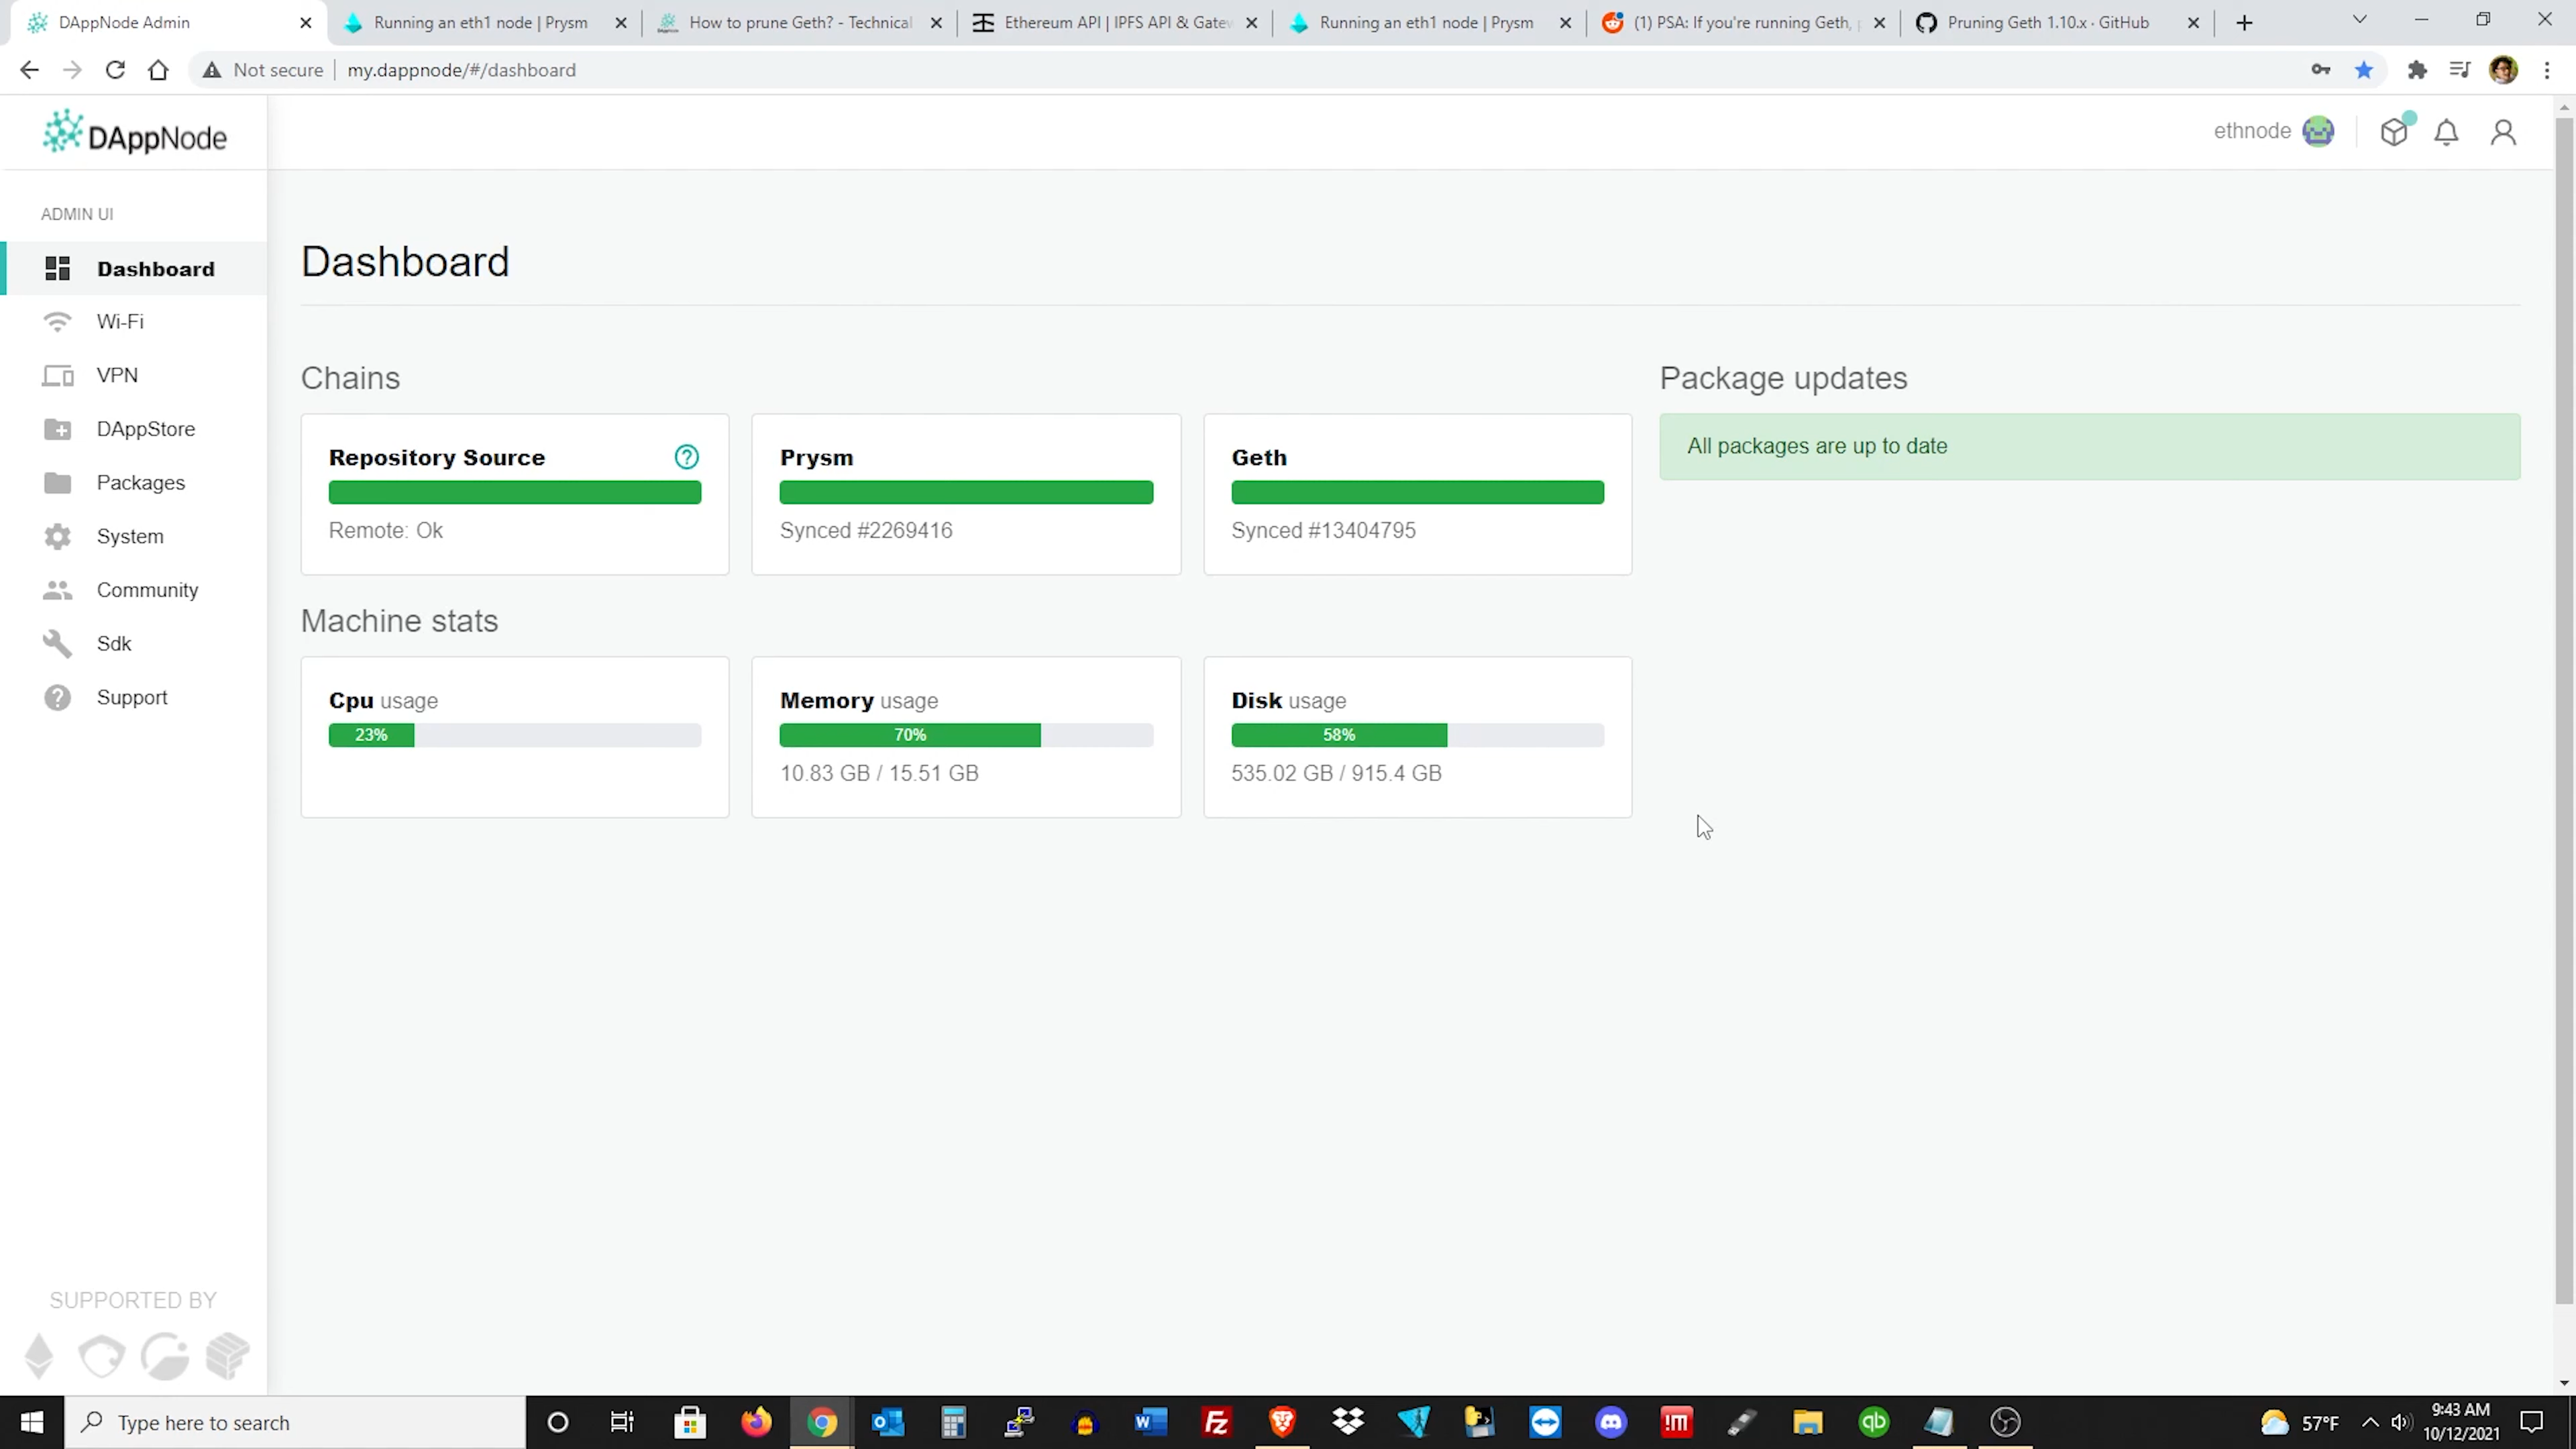 DAppNode Admin
Running an eth1 node | Prysm
How to prune Geth? - Technical
Ethereum API | IPFS API & Gatew
Running an eth1 node | Prysm
(1) PSA: If you're running Geth,
Pruning Geth 1.10.x · GitHub
Not secure
my.dappnode/#/dashboard
DAppNode
ethnode
ADMIN UI
Dashboard
Wi-Fi
VPN
DAppStore
Packages
System
Community
Sdk
Support
SUPPORTED BY
Dashboard
Chains
Package updates
Repository Source
Remote: Ok
Prysm
Synced #2269416
Geth
Synced #13404795
All packages are up to date
Machine stats
Cpu usage
23%
Memory usage
70%
10.83 GB / 15.51 GB
Disk usage
58%
535.02 GB / 915.4 GB
Type here to search
57°F
9:43 AM
10/12/2021